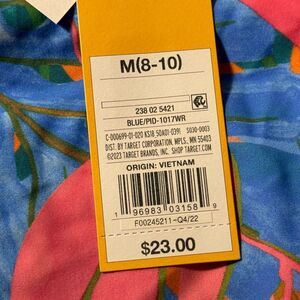 M(8-10)
238 02 5421
BLUE/PID-1017WR
C-000699-01-020 KS18 50A01-0391 S030-0003
DIST. BY TARGET CORPORATION, MPLS, MN 55403
©2023 TARGET BRANDS, INC. SHOP TARGET.COM
ORIGIN: VIETNAM
1 96983 03158 9
F00245211-Q4/22
$23.00